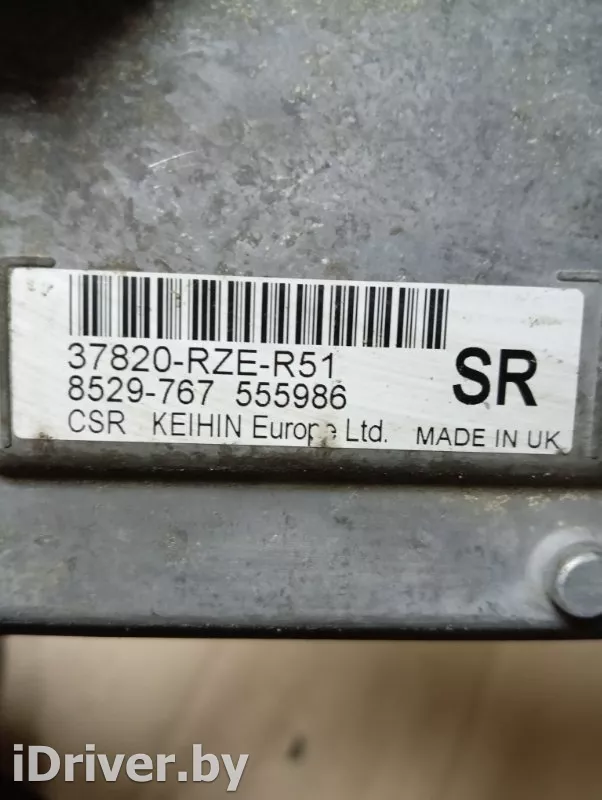 37820-RZE-R51
8529-767 555986
SR
CSR KEIHIN Europe Ltd. MADE IN UK
iDriver.by